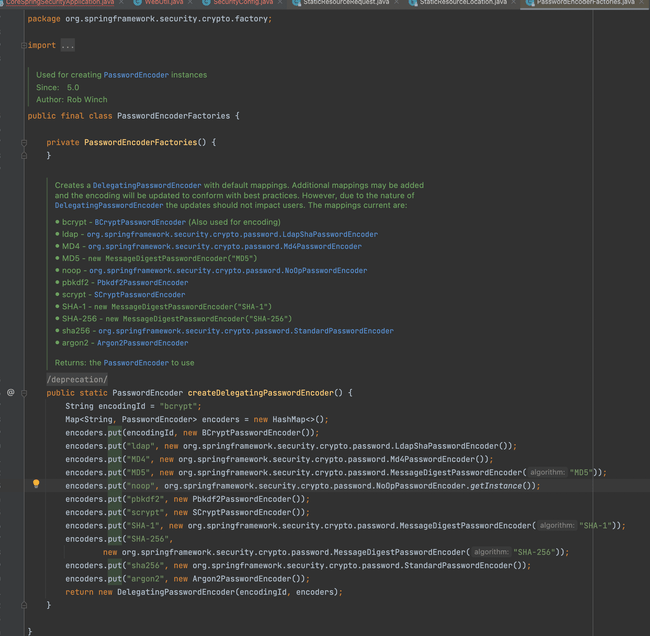 CoreSpringSecurityApplication.java WebUtil.java SecurityConfig.java StaticResourceRequest.java StaticResourceLocation.java PasswordEncoderFactories.java
package org.springframework.security.crypto.factory;
import ...
Used for creating PasswordEncoder instances
Since: 5.0
Author: Rob Winch
public final class PasswordEncoderFactories {
private PasswordEncoderFactories() {
}
Creates a DelegatingPasswordEncoder with default mappings. Additional mappings may be added
and the encoding will be updated to conform with best practices. However, due to the nature of
DelegatingPasswordEncoder the updates should not impact users. The mappings current are:
• bcrypt - BCryptPasswordEncoder (Also used for encoding)
• ldap - org.springframework.security.crypto.password.LdapShaPasswordEncoder
• MD4 - org.springframework.security.crypto.password.Md4PasswordEncoder
• MD5 - new MessageDigestPasswordEncoder("MD5")
• noop - org.springframework.security.crypto.password.NoOpPasswordEncoder
• pbkdf2 - Pbkdf2PasswordEncoder
• scrypt - SCryptPasswordEncoder
• SHA-1 - new MessageDigestPasswordEncoder("SHA-1")
• SHA-256 - new MessageDigestPasswordEncoder("SHA-256")
• sha256 - org.springframework.security.crypto.password.StandardPasswordEncoder
• argon2 - Argon2PasswordEncoder
Returns: the PasswordEncoder to use
/deprecation/
@ public static PasswordEncoder createDelegatingPasswordEncoder() {
String encodingId = "bcrypt";
Map<String, PasswordEncoder> encoders = new HashMap<>();
encoders.put(encodingId, new BCryptPasswordEncoder());
encoders.put("ldap", new org.springframework.security.crypto.password.LdapShaPasswordEncoder());
encoders.put("MD4", new org.springframework.security.crypto.password.Md4PasswordEncoder());
encoders.put("MD5", new org.springframework.security.crypto.password.MessageDigestPasswordEncoder( algorithm: "MD5"));
encoders.put("noop", org.springframework.security.crypto.password.NoOpPasswordEncoder.getInstance());
encoders.put("pbkdf2", new Pbkdf2PasswordEncoder());
encoders.put("scrypt", new SCryptPasswordEncoder());
encoders.put("SHA-1", new org.springframework.security.crypto.password.MessageDigestPasswordEncoder( algorithm: "SHA-1"));
encoders.put("SHA-256",
new org.springframework.security.crypto.password.MessageDigestPasswordEncoder( algorithm: "SHA-256"));
encoders.put("sha256", new org.springframework.security.crypto.password.StandardPasswordEncoder());
encoders.put("argon2", new Argon2PasswordEncoder());
return new DelegatingPasswordEncoder(encodingId, encoders);
}
}